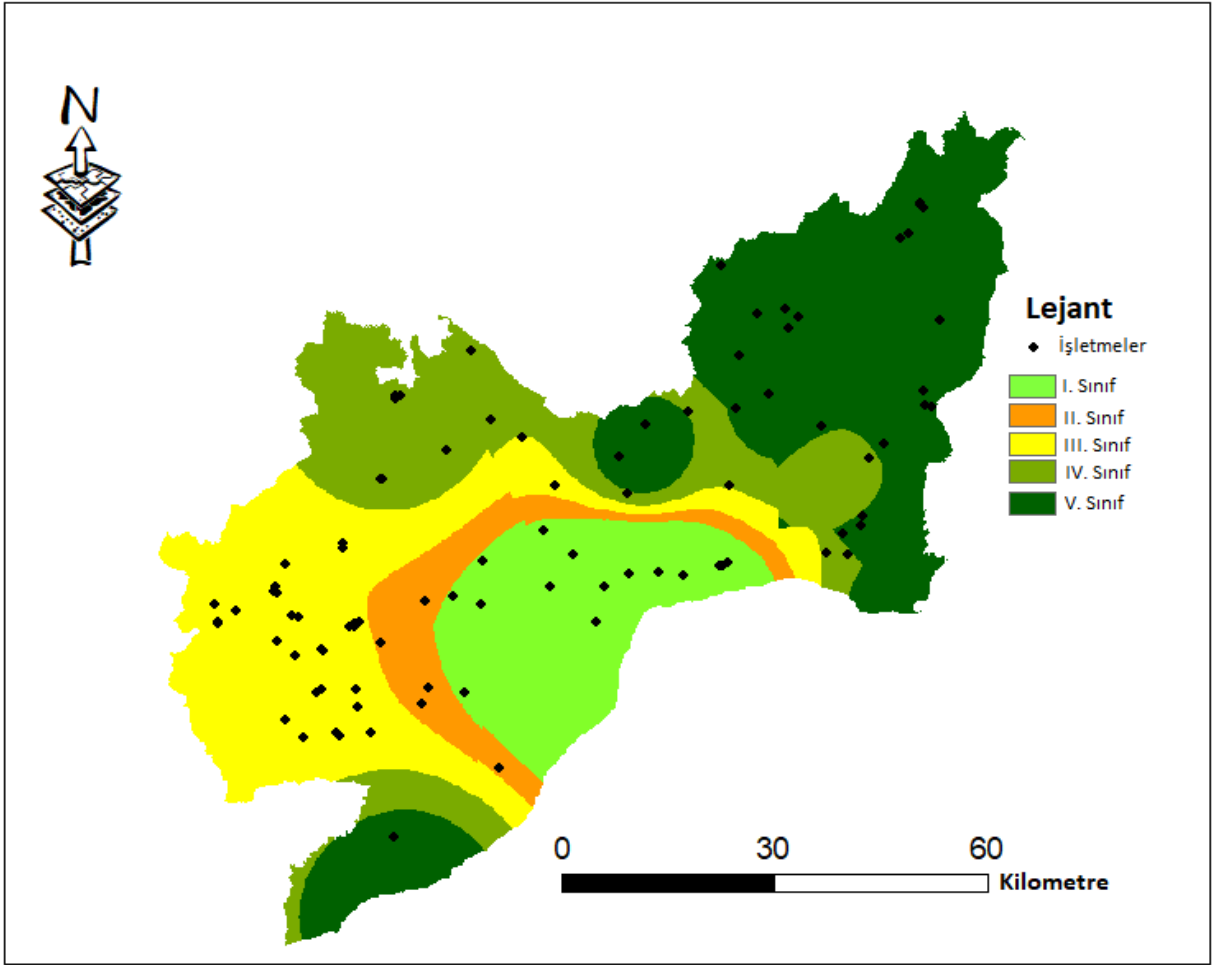 N
Lejant
İşletmeler
I. Sınıf
II. Sınıf
III. Sınıf
IV. Sınıf
V. Sınıf
0 30 60
Kilometre